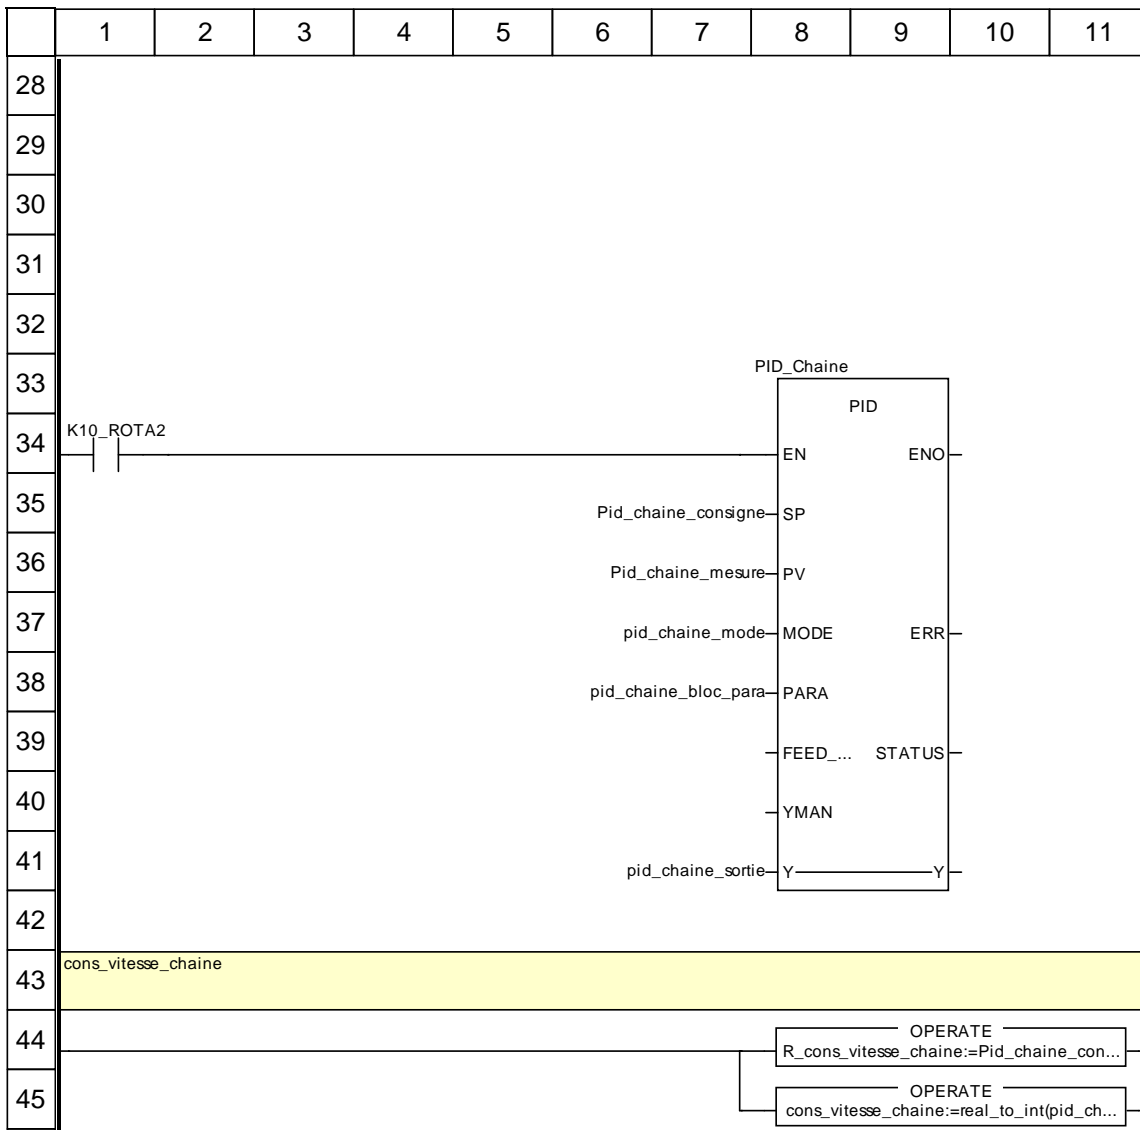 1 2 3 4 5 6 7 8 9 10 11
28
29
30
31
32
PID_Chaine
33
PID
K10_ROTA2
34
EN ENO
35
Pid_chaine_consigne SP
36
Pid_chaine_mesure PV
37
pid_chaine_mode MODE ERR
38
pid_chaine_bloc_para PARA
39
FEED_... STATUS
40
YMAN
41
pid_chaine_sortie Y Y
42
cons_vitesse_chaine
43
44
OPERATE
R_cons_vitesse_chaine:=Pid_chaine_con...
45
OPERATE
cons_vitesse_chaine:=real_to_int(pid_ch...